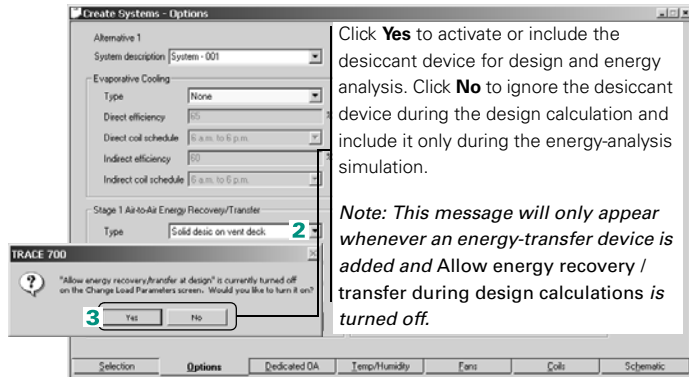 Create Systems - Options
Alternative 1
System description System - 001
Evaporative Cooling
Type None
Direct efficiency 65 %
Direct coil schedule 6 a.m. to 6 p.m.
Indirect efficiency 60 %
Indirect coil schedule 6 a.m. to 6 p.m.
Stage 1 Air-to-Air Energy Recovery/Transfer
Type Solid desic on vent deck 2
TRACE 700
"Allow energy recovery/transfer at design" is currently turned off
on the Change Load Parameters screen. Would you like to turn it on?
3 Yes No
Click Yes to activate or include the
desiccant device for design and energy
analysis. Click No to ignore the desiccant
device during the design calculation and
include it only during the energy-analysis
simulation.
Note: This message will only appear
whenever an energy-transfer device is
added and Allow energy recovery /
transfer during design calculations is
turned off.
Selection Options Dedicated OA Temp/Humidity Fans Coils Schematic